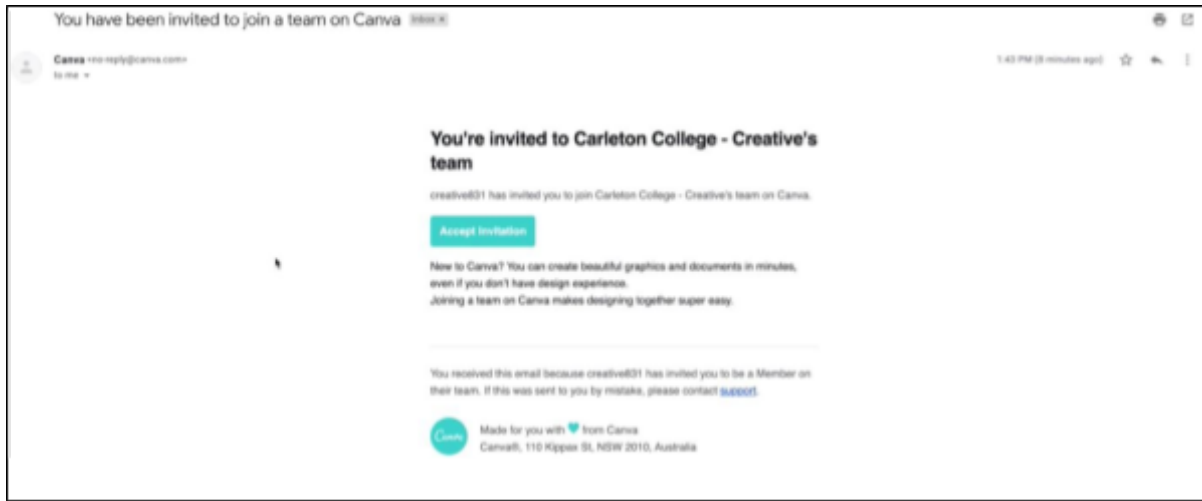 You have been invited to join a team on Canva Inbox ×
Canva <no-reply@canva.com>
to me
1:43 PM (8 minutes ago)
You're invited to Carleton College - Creative's
team
creative831 has invited you to join Carleton College - Creative's team on Canva.
Accept Invitation
New to Canva? You can create beautiful graphics and documents in minutes,
even if you don't have design experience.
Joining a team on Canva makes designing together super easy.
You received this email because creative831 has invited you to be a Member on
their team. If this was sent to you by mistake, please contact support.
Canva
Made for you with from Canva
Canva®, 110 Kippax St, NSW 2010, Australia